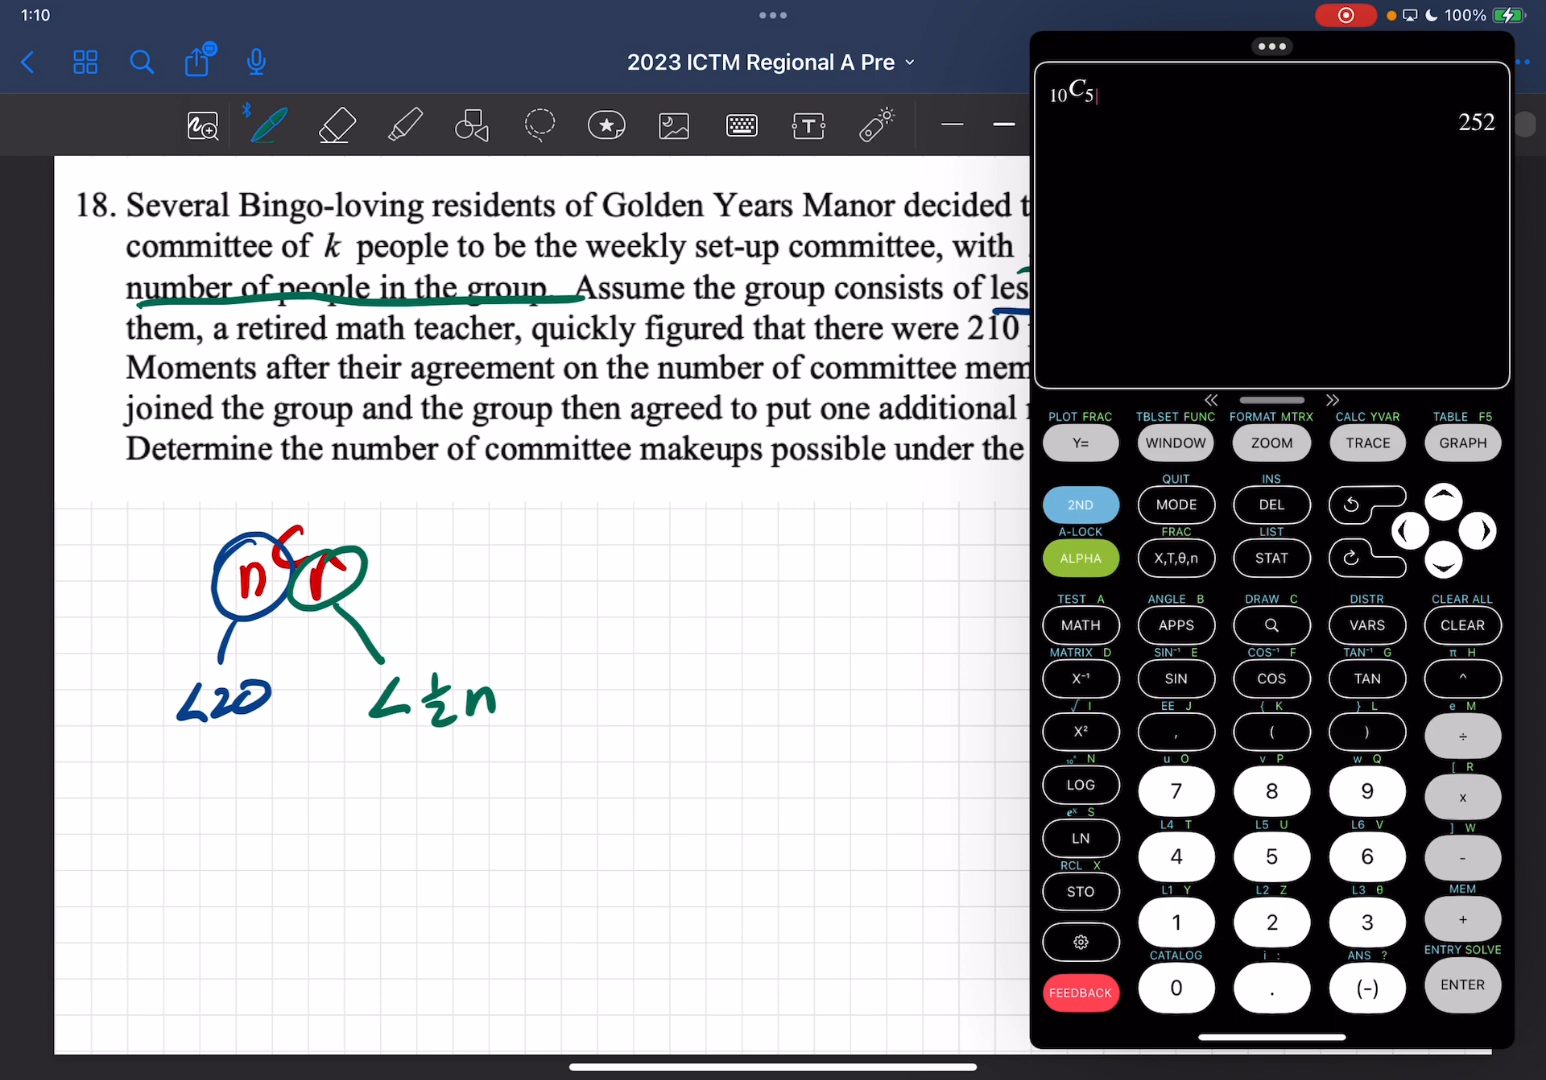 1:10
100%
2023 ICTM Regional A Pre
10C5
252
18. Several Bingo-loving residents of Golden Years Manor decided
committee of k people to be the weekly set-up committee, with
number of people in the group. Assume the group consists of les
them, a retired math teacher, quickly figured that there were 210
Moments after their agreement on the number of committee mem
joined the group and the group then agreed to put one additional
Determine the number of committee makeups possible under the
nCr
<20
<1/2 n
PLOT FRAC TBLSET FUNC FORMAT MTRX CALC YVAR TABLE F5
Y= WINDOW ZOOM TRACE GRAPH
QUIT INS
2ND MODE DEL
A-LOCK FRAC LIST
ALPHA X,T,θ,n STAT
TEST A ANGLE B DRAW C DISTR CLEAR ALL
MATH APPS VARS CLEAR
MATRIX D SIN⁻¹ E COS⁻¹ F TAN⁻¹ G π H
X⁻¹ SIN COS TAN ^
√ I EE J { K } L e M
X² , ( ) ÷
10ˣ N u O v P w Q [ R
LOG 7 8 9 x
eˣ S L4 T L5 U L6 V ] W
LN 4 5 6 -
RCL X L1 Y L2 Z L3 θ MEM
STO 1 2 3 +
CATALOG i : ANS ? ENTRY SOLVE
FEEDBACK 0 . (-) ENTER